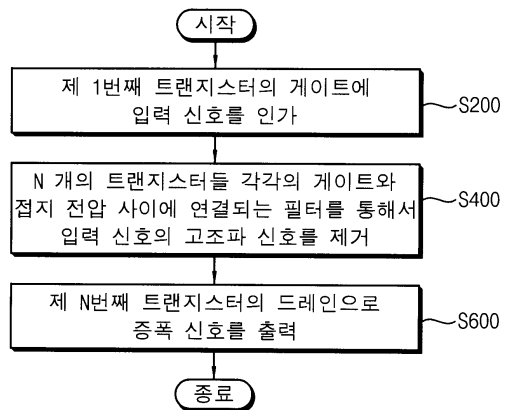 시작
제 1번째 트랜지스터의 게이트에
입력 신호를 인가
S200
N 개의 트랜지스터들 각각의 게이트와
접지 전압 사이에 연결되는 필터를 통해서
입력 신호의 고조파 신호를 제거
S400
제 N번째 트랜지스터의 드레인으로
증폭 신호를 출력
S600
종료